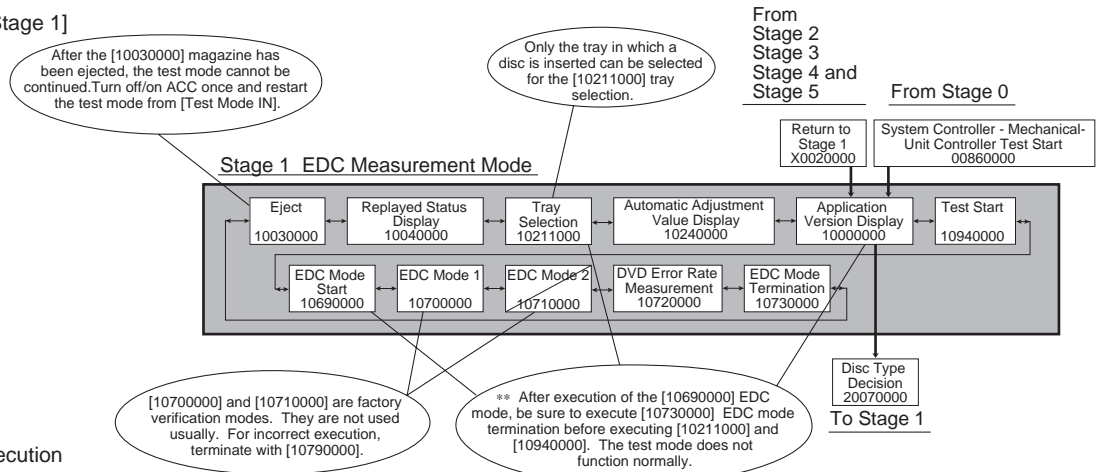 Stage 1]
After the [10030000] magazine has
been ejected, the test mode cannot be
continued.Turn off/on ACC once and restart
the test mode from [Test Mode IN].
Only the tray in which a
disc is inserted can be selected
for the [10211000] tray
selection.
From
Stage 2
Stage 3
Stage 4 and
Stage 5
From Stage 0
Return to
Stage 1
X0020000
System Controller - Mechanical-
Unit Controller Test Start
00860000
Stage 1 EDC Measurement Mode
Eject
10030000
Replayed Status
Display
10040000
Tray
Selection
10211000
Automatic Adjustment
Value Display
10240000
Application
Version Display
10000000
Test Start
10940000
EDC Mode
Start
10690000
EDC Mode 1
10700000
EDC Mode 2
10710000
DVD Error Rate
Measurement
10720000
EDC Mode
Termination
10730000
[10700000] and [10710000] are factory
verification modes. They are not used
usually. For incorrect execution,
terminate with [10790000].
** After execution of the [10690000] EDC
mode, be sure to execute [10730000] EDC mode
termination before executing [10211000] and
[10940000]. The test mode does not
function normally.
Disc Type
Decision
20070000
To Stage 1